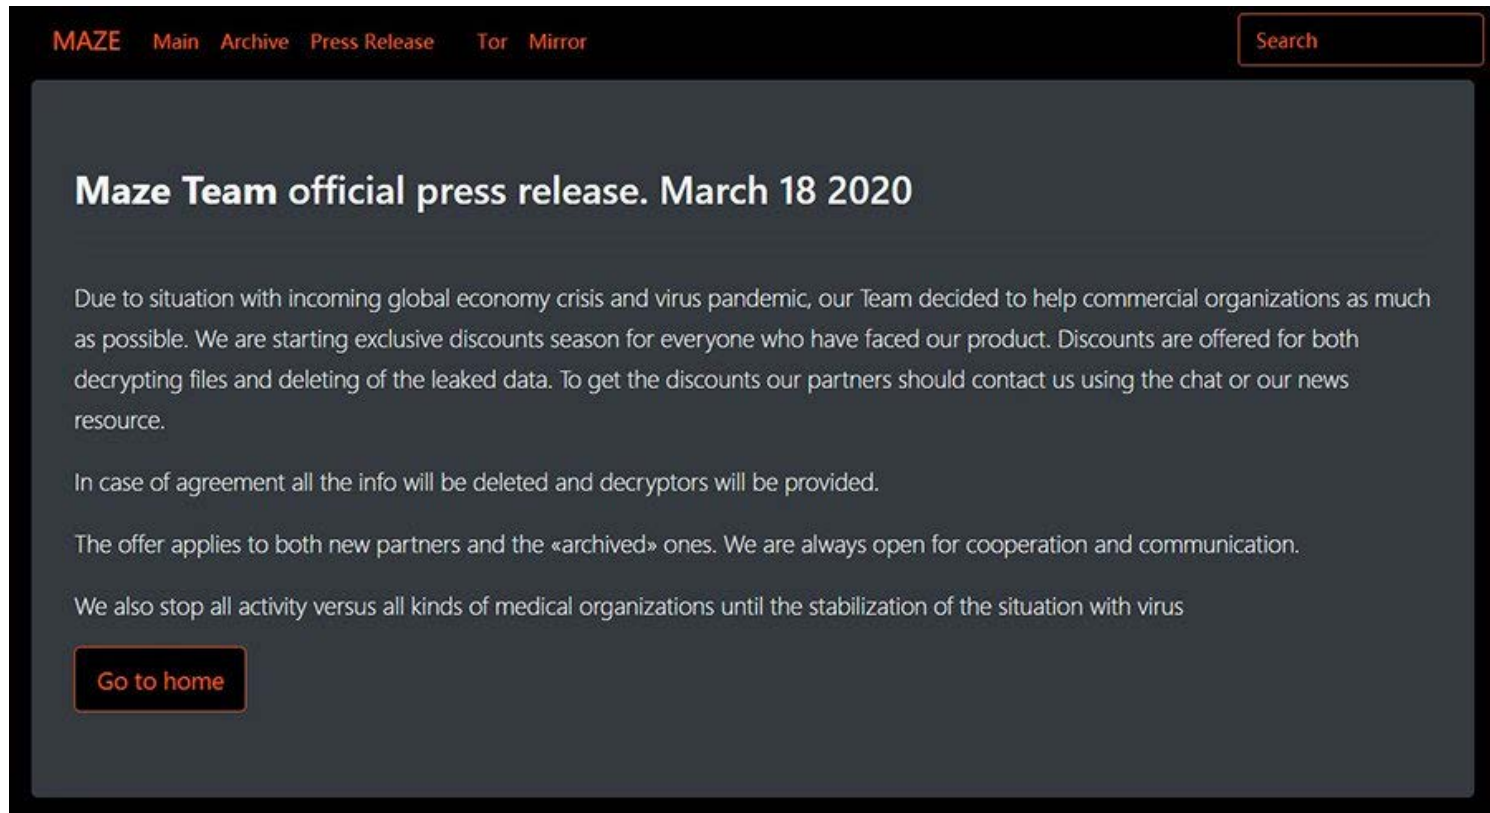 MAZE Main Archive Press Release Tor Mirror Search
Maze Team official press release. March 18 2020
Due to situation with incoming global economy crisis and virus pandemic, our Team decided to help commercial organizations as much
as possible. We are starting exclusive discounts season for everyone who have faced our product. Discounts are offered for both
decrypting files and deleting of the leaked data. To get the discounts our partners should contact us using the chat or our news
resource.
In case of agreement all the info will be deleted and decryptors will be provided.
The offer applies to both new partners and the «archived» ones. We are always open for cooperation and communication.
We also stop all activity versus all kinds of medical organizations until the stabilization of the situation with virus
Go to home